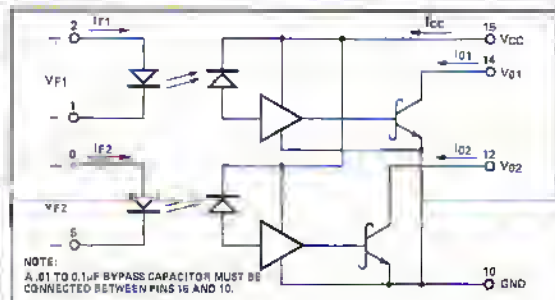 2 IF1
ICC 15 VCC
IO1 14 VO1
VF1
1
IF2
IO2 12 VO2
VF2
5
10 GND
NOTE:
A .01 TO 0.1µF BYPASS CAPACITOR MUST BE
CONNECTED BETWEEN PINS 15 AND 10.